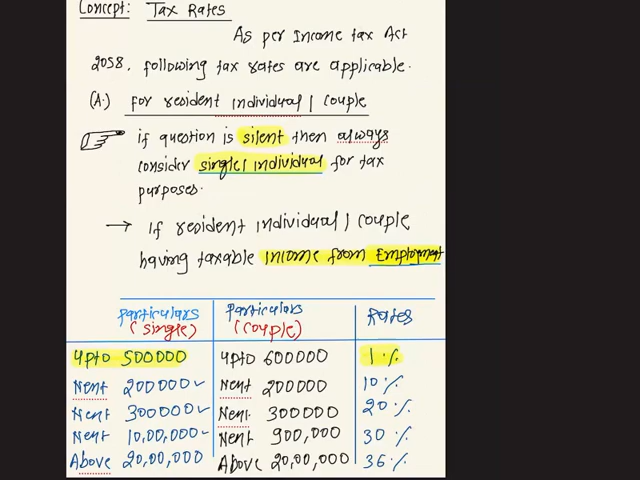 Concept: Tax Rates
As per Income tax Act
2058, following tax rates are applicable.
(A.) For resident individual / couple
if question is silent then always
consider single/individual for tax
purposes.
→ If resident individual / couple
having taxable income from Employment
Particulars (single) Particulars (couple) Rates
Upto 500000 Upto 600000 1%
Next 200000 Next 200000 10%
Next 300000 Next 300000 20%
Next 10,00,000 Next 900,000 30%
Above 20,00,000 Above 20,00,000 36%